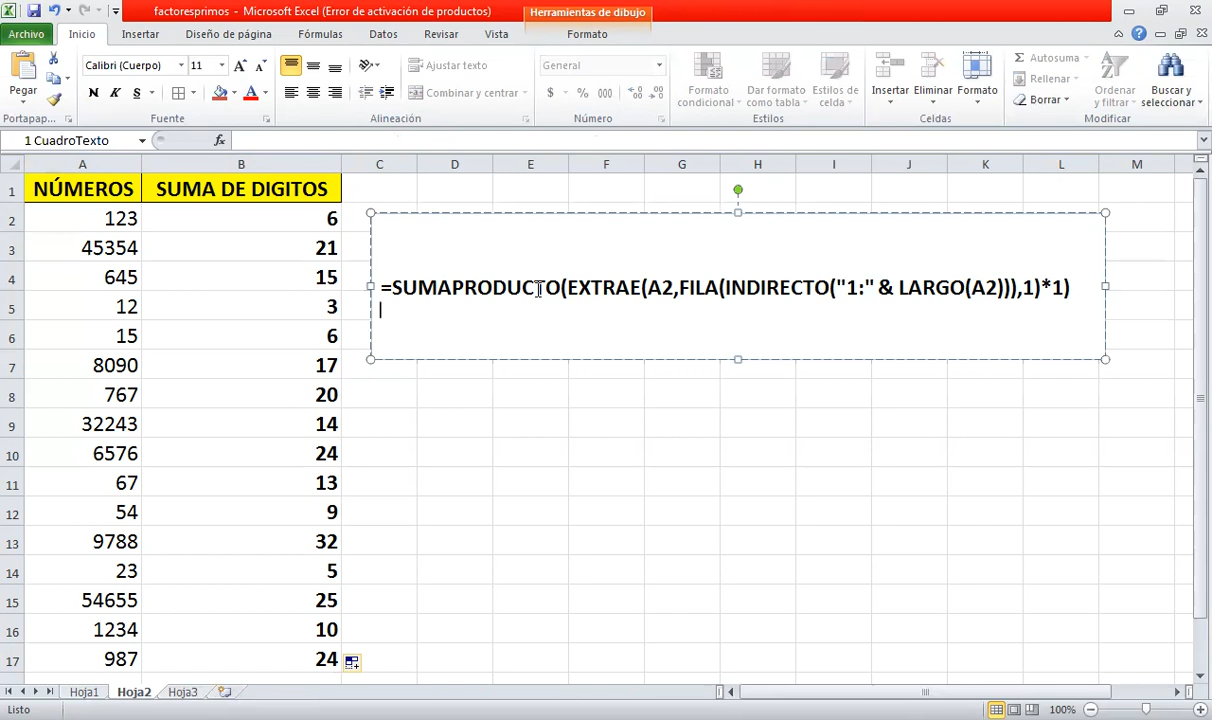 factoresprimos - Microsoft Excel (Error de activación de productos)
Herramientas de dibujo
Archivo Inicio Insertar Diseño de página Fórmulas Datos Revisar Vista Formato
Pegar
Portapap...
Calibri (Cuerpo) 11
N K S
Fuente
Ajustar texto
Combinar y centrar
Alineación
General
$ % 000
Número
Formato condicional
Dar formato como tabla
Estilos de celda
Estilos
Insertar Eliminar Formato
Celdas
Autosuma
Rellenar
Borrar
Ordenar y filtrar
Buscar y seleccionar
Modificar
1 CuadroTexto fx
A B C D E F G H I J K L M
1 NÚMEROS SUMA DE DIGITOS
2 123 6
3 45354 21
4 645 15
=SUMAPRODUCTO(EXTRAE(A2,FILA(INDIRECTO("1:" & LARGO(A2))),1)*1)
5 12 3
6 15 6
7 8090 17
8 767 20
9 32243 14
10 6576 24
11 67 13
12 54 9
13 9788 32
14 23 5
15 54655 25
16 1234 10
17 987 24
Hoja1 Hoja2 Hoja3
Listo 100%